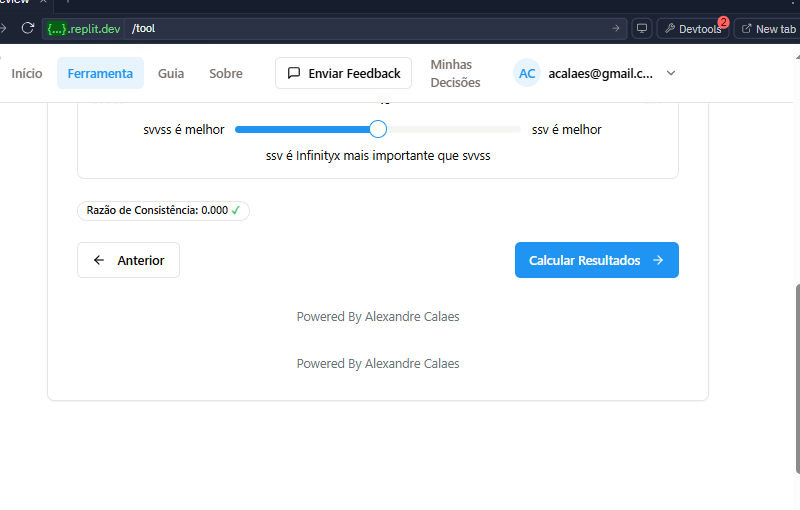 {...}.replit.dev /tool
Devtools 2 New tab
Início Ferramenta Guia Sobre Enviar Feedback Minhas Decisões AC acalaes@gmail.c...
svvss é melhor ssv é melhor
ssv é Infinityx mais importante que svvss
Razão de Consistência: 0.000 ✓
Anterior Calcular Resultados
Powered By Alexandre Calaes
Powered By Alexandre Calaes